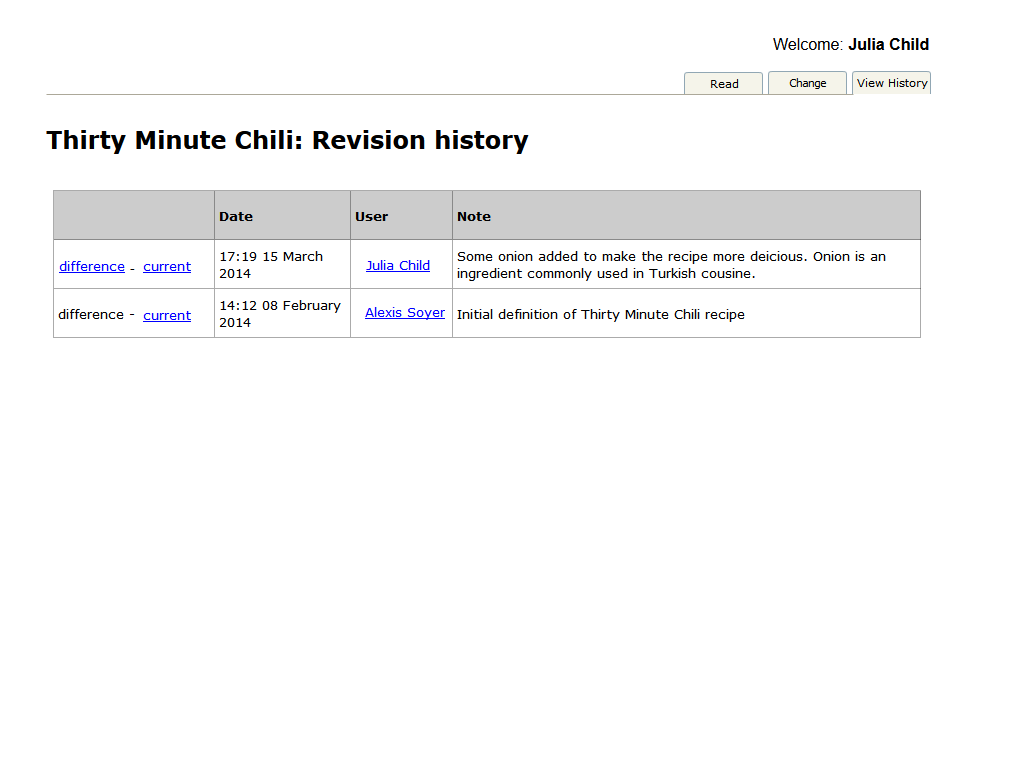 Welcome: Julia Child
Read Change View History
Thirty Minute Chili: Revision history
Date User Note
difference - current 17:19 15 March 2014 Julia Child Some onion added to make the recipe more deicious. Onion is an ingredient commonly used in Turkish cousine.
difference - current 14:12 08 February 2014 Alexis Soyer Initial definition of Thirty Minute Chili recipe